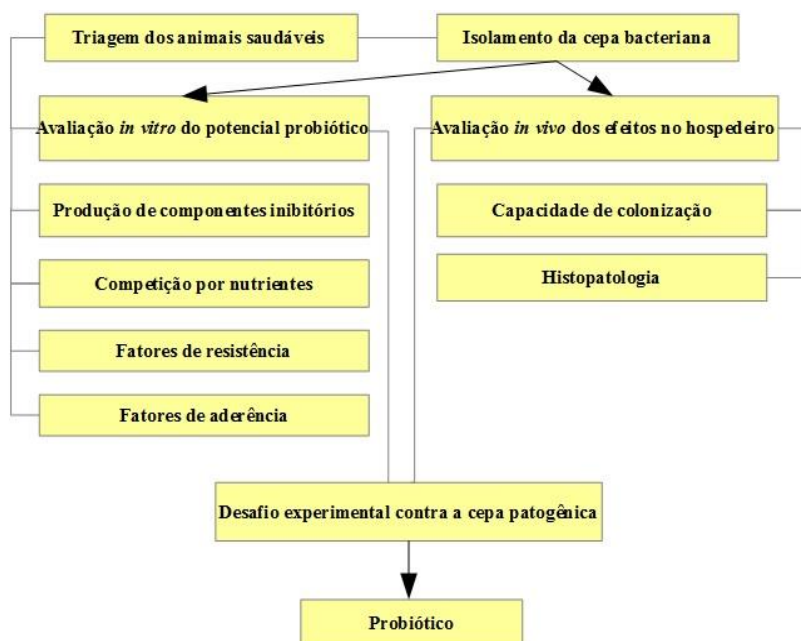 Triagem dos animais saudáveis
Isolamento da cepa bacteriana
Avaliação in vitro do potencial probiótico
Avaliação in vivo dos efeitos no hospedeiro
Produção de componentes inibitórios
Capacidade de colonização
Competição por nutrientes
Histopatologia
Fatores de resistência
Fatores de aderência
Desafio experimental contra a cepa patogênica
Probiótico